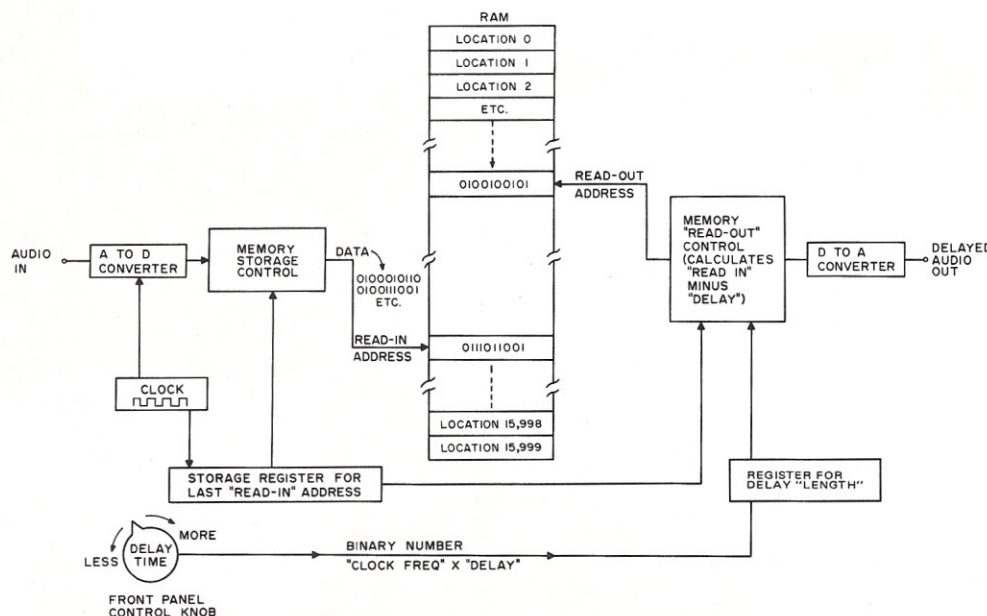 RAM
LOCATION 0
LOCATION 1
LOCATION 2
ETC.
0100100101
READ-OUT
ADDRESS
MEMORY
"READ-OUT"
CONTROL
(CALCULATES
"READ IN"
MINUS
"DELAY")
AUDIO
IN
A TO D
CONVERTER
MEMORY
STORAGE
CONTROL
DATA
0100010110
0100111001
ETC.
D TO A
CONVERTER
DELAYED
AUDIO
OUT
READ-IN
ADDRESS
0111011001
CLOCK
LOCATION 15,998
LOCATION 15,999
STORAGE REGISTER FOR
LAST "READ-IN" ADDRESS
REGISTER FOR
DELAY "LENGTH"
MORE
LESS
DELAY
TIME
BINARY NUMBER
"CLOCK FREQ" X "DELAY"
FRONT PANEL
CONTROL KNOB